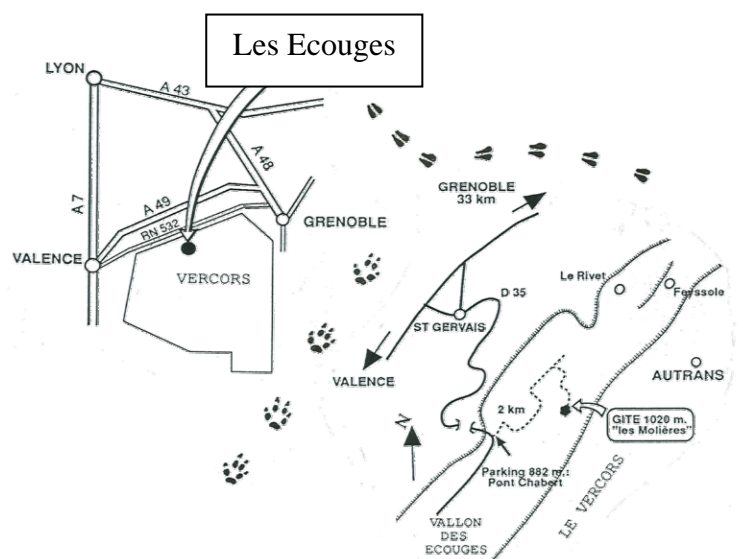 Les Ecouges
LYON
A 43
A 48
A 7
A 49
RN 532
GRENOBLE
VALENCE
VERCORS
GRENOBLE
33 km
D 35
ST GERVAIS
VALENCE
Le Rivet
Feyssole
AUTRANS
2 km
GITE 1020 m.
"les Molières"
N
Parking 882 m.:
Pont Chabert
VALLON
DES
ECOUGES
LE VERCORS